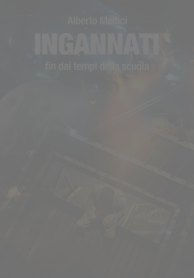 Alberto Medici
INGANNATI
fin dai tempi della scuola